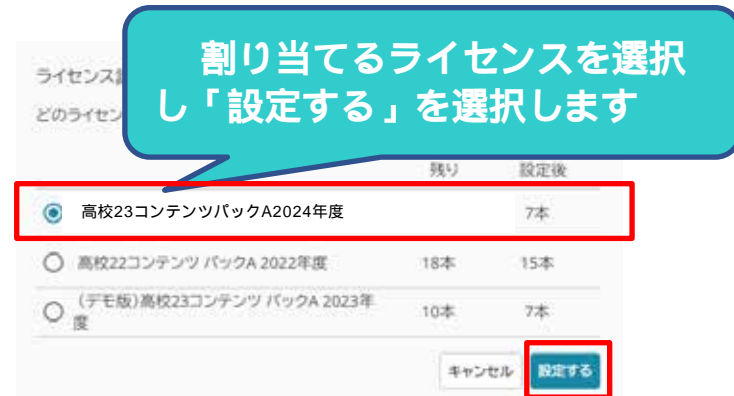 割り当てるライセンスを選択
し「設定する」を選択します
ライセンス
どのライセン
残り 設定後
高校23コンテンツパックA2024年度 7本
高校22コンテンツ パックA 2022年度 18本 15本
(デモ版)高校23コンテンツ パックA 2023年
度 10本 7本
キャンセル 設定する